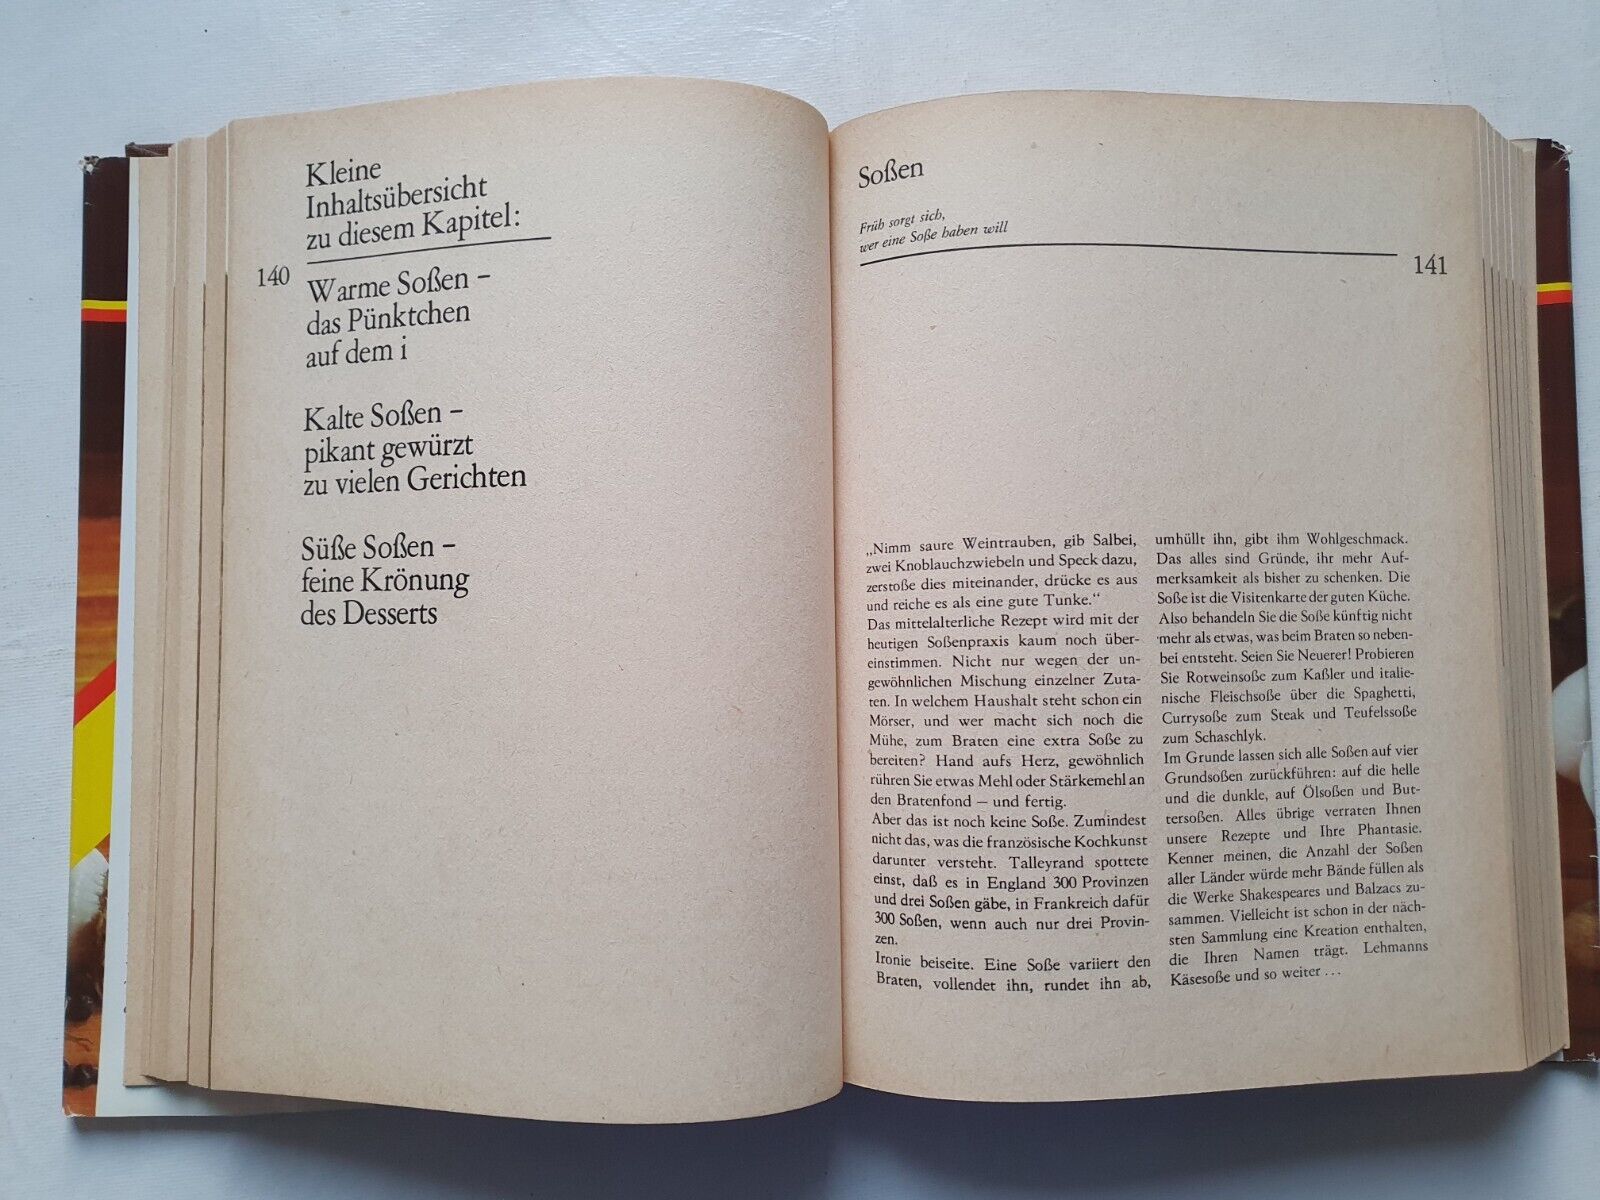 Kleine
Inhaltsübersicht
zu diesem Kapitel:
140
Warme Soßen –
das Pünktchen
auf dem i
Kalte Soßen –
pikant gewürzt
zu vielen Gerichten
Süße Soßen –
feine Krönung
des Desserts
Soßen
Früh sorgt sich,
wer eine Soße haben will
141
„Nimm saure Weintrauben, gib Salbei,
zwei Knoblauchzwiebeln und Speck dazu,
zerstoße dies miteinander, drücke es aus
und reiche es als eine gute Tunke.“
Das mittelalterliche Rezept wird mit der
heutigen Soßenpraxis kaum noch über-
einstimmen. Nicht nur wegen der un-
gewöhnlichen Mischung einzelner Zuta-
ten. In welchem Haushalt steht schon ein
Mörser, und wer macht sich noch die
Mühe, zum Braten eine extra Soße zu
bereiten? Hand aufs Herz, gewöhnlich
rühren Sie etwas Mehl oder Stärkemehl an
den Bratenfond – und fertig.
Aber das ist noch keine Soße. Zumindest
nicht das, was die französische Kochkunst
darunter versteht. Talleyrand spottete
einst, daß es in England 300 Provinzen
und drei Soßen gäbe, in Frankreich dafür
300 Soßen, wenn auch nur drei Provin-
zen.
Ironie beiseite. Eine Soße variiert den
Braten, vollendet ihn, rundet ihn ab,
umhüllt ihn, gibt ihm Wohlgeschmack.
Das alles sind Gründe, ihr mehr Auf-
merksamkeit als bisher zu schenken. Die
Soße ist die Visitenkarte der guten Küche.
Also behandeln Sie die Soße künftig nicht
mehr als etwas, was beim Braten so neben-
bei entsteht. Seien Sie Neuerer! Probieren
Sie Rotweinsoße zum Kaßler und italie-
nische Fleischsoße über die Spaghetti,
Currysoße zum Steak und Teufelssoße
zum Schaschlyk.
Im Grunde lassen sich alle Soßen auf vier
Grundsoßen zurückführen: auf die helle
und die dunkle, auf Ölsoßen und But-
tersoßen. Alles übrige verraten Ihnen
unsere Rezepte und Ihre Phantasie.
Kenner meinen, die Anzahl der Soßen
aller Länder würde mehr Bände füllen als
die Werke Shakespeares und Balzacs zu-
sammen. Vielleicht ist schon in der näch-
sten Sammlung eine Kreation enthalten,
die Ihren Namen trägt. Lehmanns
Käsesoße und so weiter ...